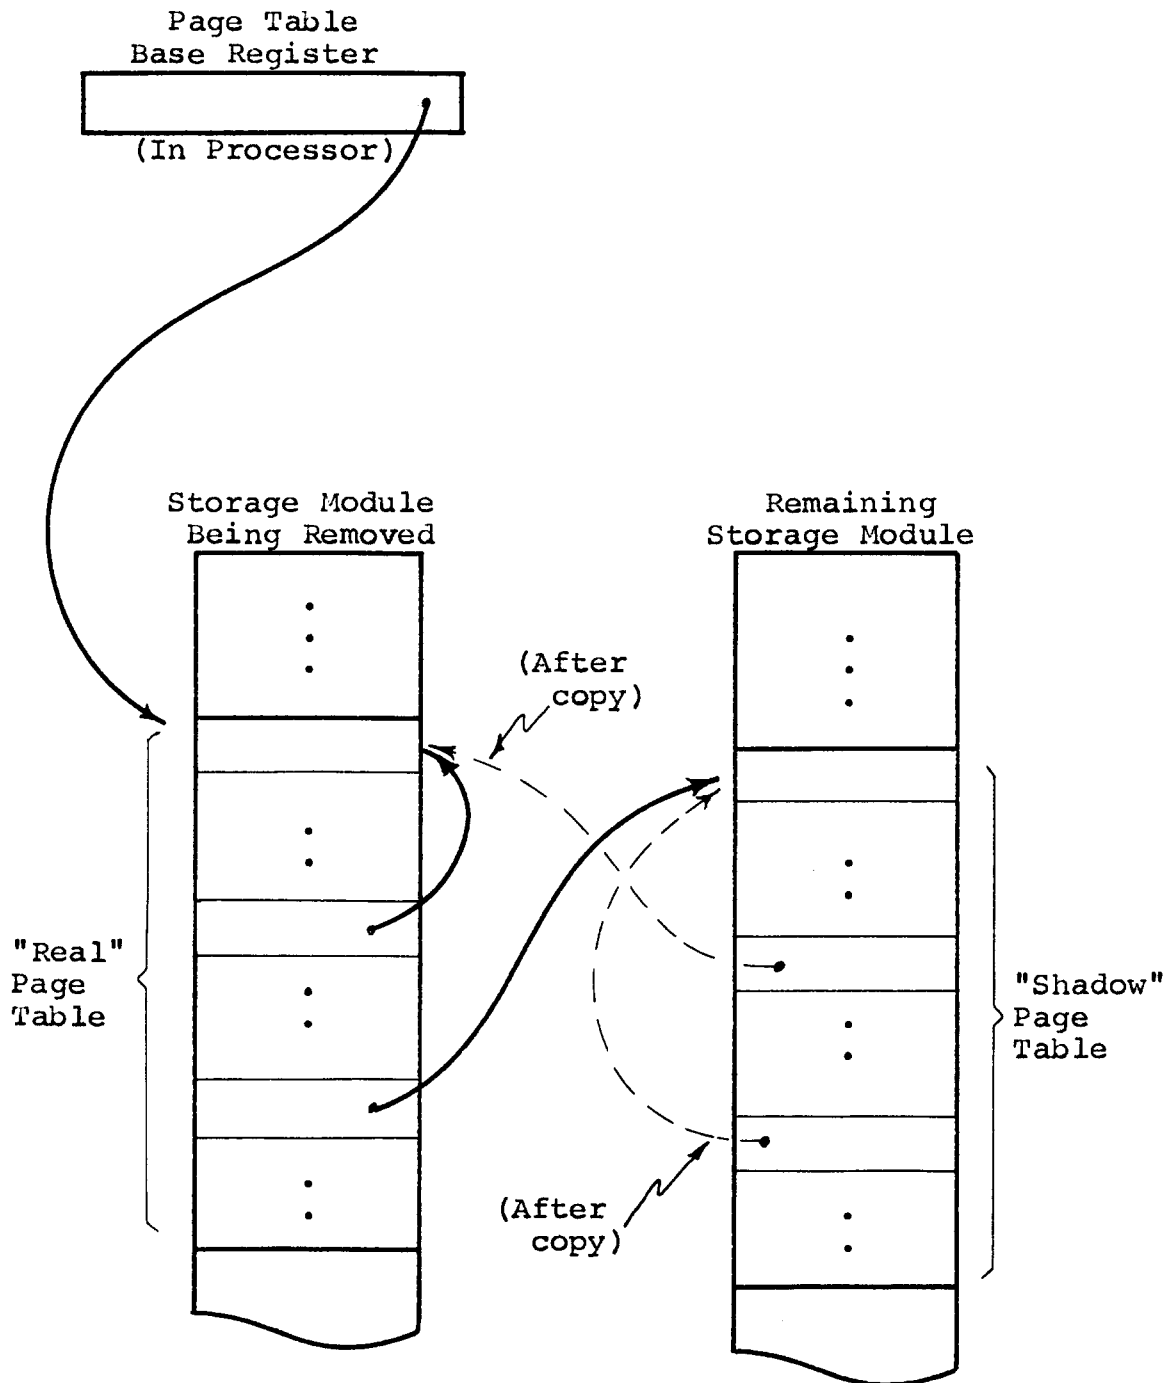 Page Table
Base Register
(In Processor)
Storage Module
Being Removed
Remaining
Storage Module
(After
copy)
"Real"
Page
Table
"Shadow"
Page
Table
(After
copy)